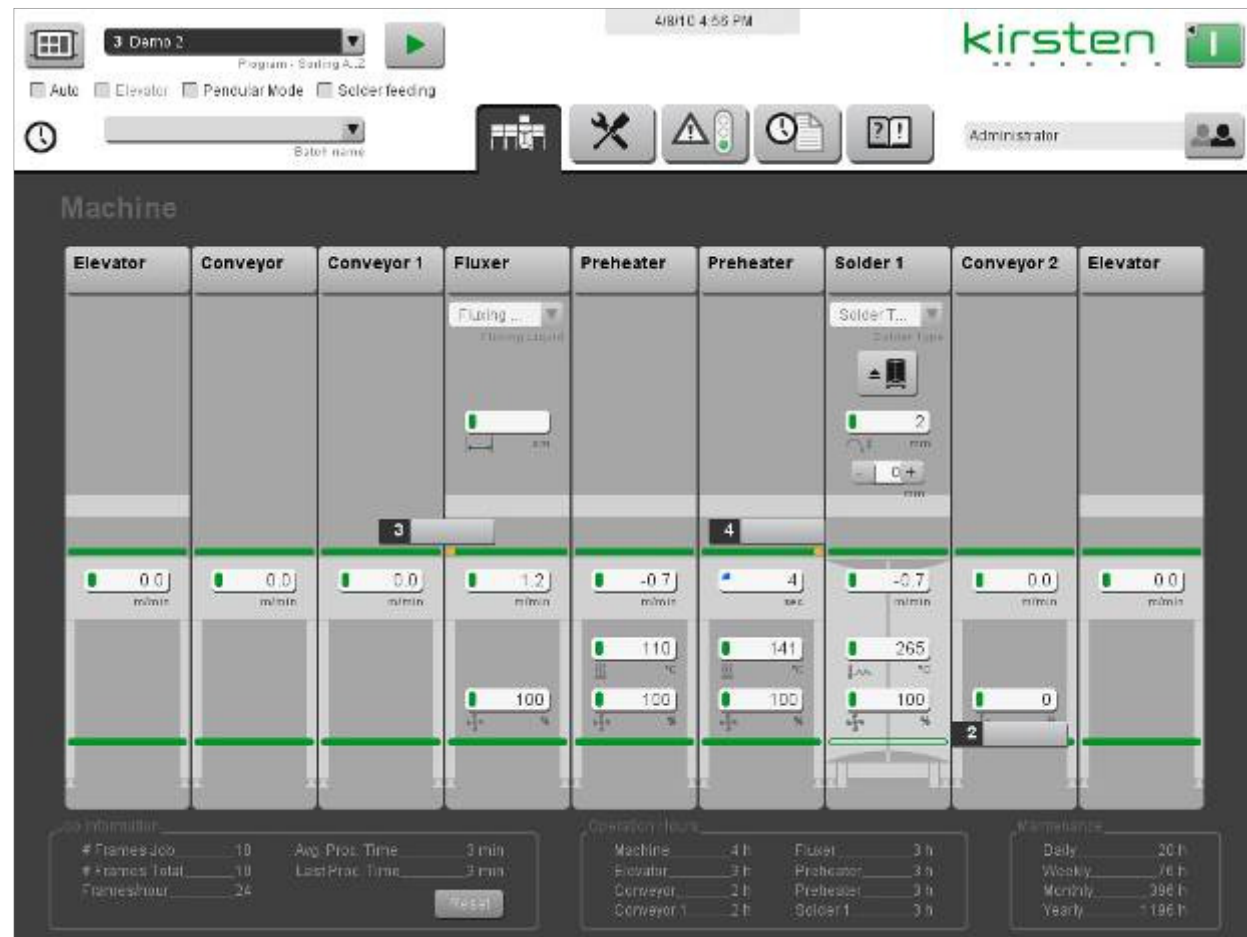 4/8/10 4:56 PM
3 Demo 2
Program - Sorting A..Z
kirsten
Auto Elevator Pendular Mode Solder feeding
Batch name
?!
Administrator
Machine
Elevator Conveyor Conveyor 1 Fluxer Preheater Preheater Solder 1 Conveyor 2 Elevator
Fluxing ... Solder T...
Fluxing Liquid Solder Type
2
mm
- 0 +
mm
3 4
0.0 0.0 0.0 1.2 -0.7 4 -0.7 0.0 0.0
m/min m/min m/min m/min m/min sec m/min m/min m/min
110 141 265
°C °C °C
100 100 100 100 0
% % % %
2
Job Information Operation Hours Maintenance
# Frames Job 10 Avg. Proc. Time 3 min Machine 4 h Fluxer 3 h Daily 20 h
# Frames Total 10 Last Proc. Time 3 min Elevator 3 h Preheater 3 h Weekly 76 h
Frames/hour 24 Conveyor 2 h Preheater 3 h Monthly 396 h
Reset Conveyor 1 2 h Solder 1 3 h Yearly 1196 h